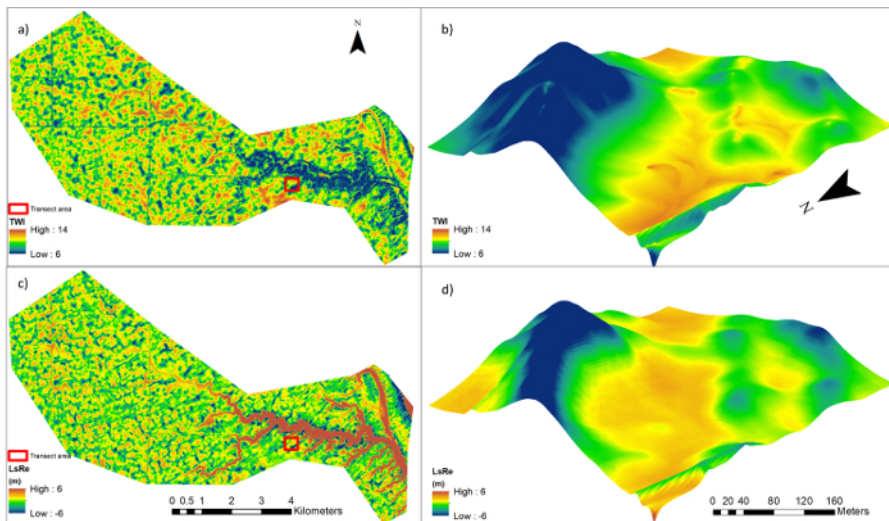 a)
N
Transect area
TWI
High : 14
Low : 6
b)
N
TWI
High : 14
Low : 6
c)
Transect area
LsRe
(m)
High : 6
Low : -6
0 0.5 1 2 3 4
Kilometers
d)
LsRe
(m)
High : 6
Low : -6
0 20 40 80 120 160
Meters